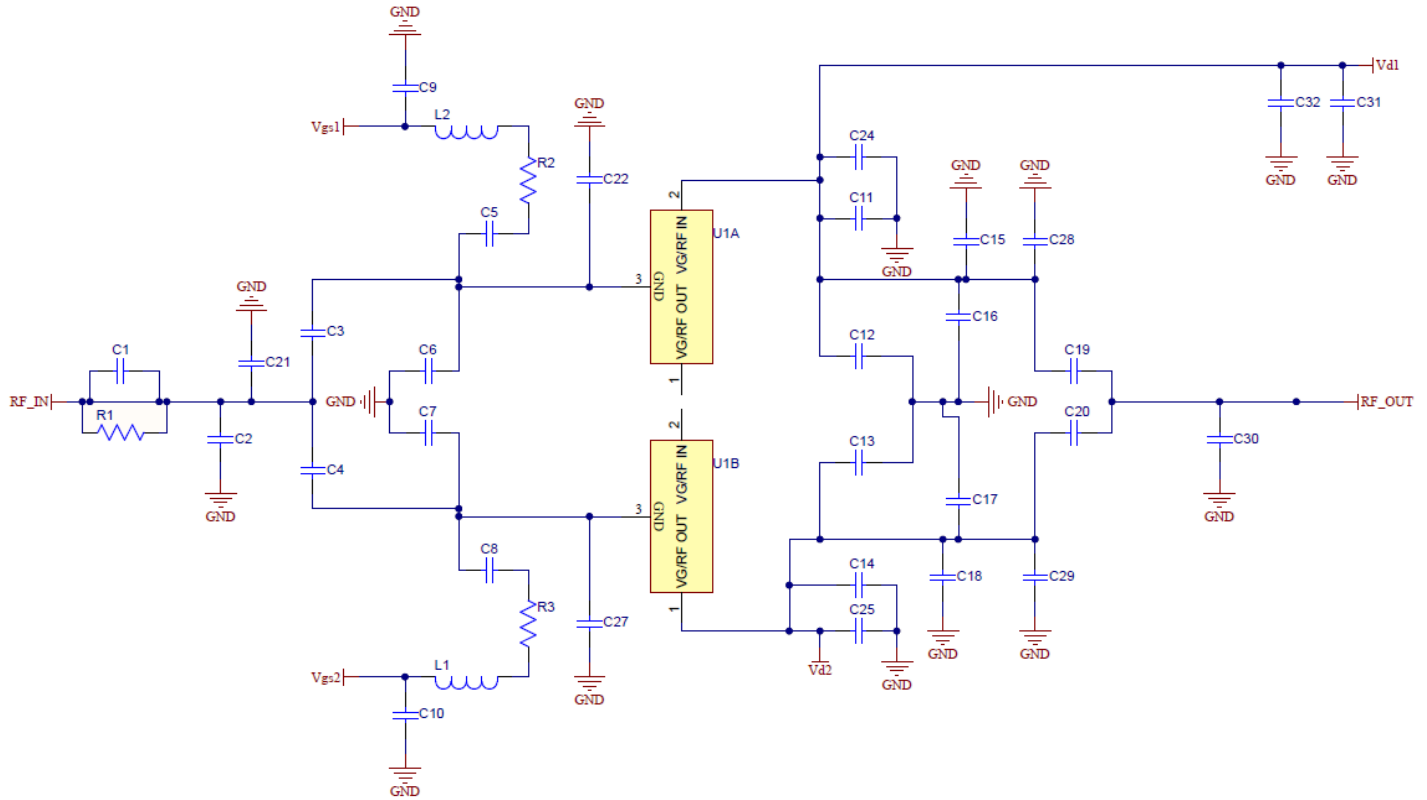 GND
C9
Vgs1
L2
R2
GND
C22
C5
2
U1A
VG/RF IN
GND
VG/RF OUT
3
1
Vd1
C32
C31
GND
GND
C24
C11
GND
GND
C15
GND
C28
GND
C21
C3
C1
RF_IN
R1
C2
GND
C4
C6
GND
C7
C12
C16
GND
C13
C17
C19
C20
RF_OUT
C30
GND
2
U1B
VG/RF IN
GND
VG/RF OUT
3
1
C8
R3
C27
GND
Vgs2
L1
C10
GND
C14
C25
Vd2
GND
C18
GND
C29
GND